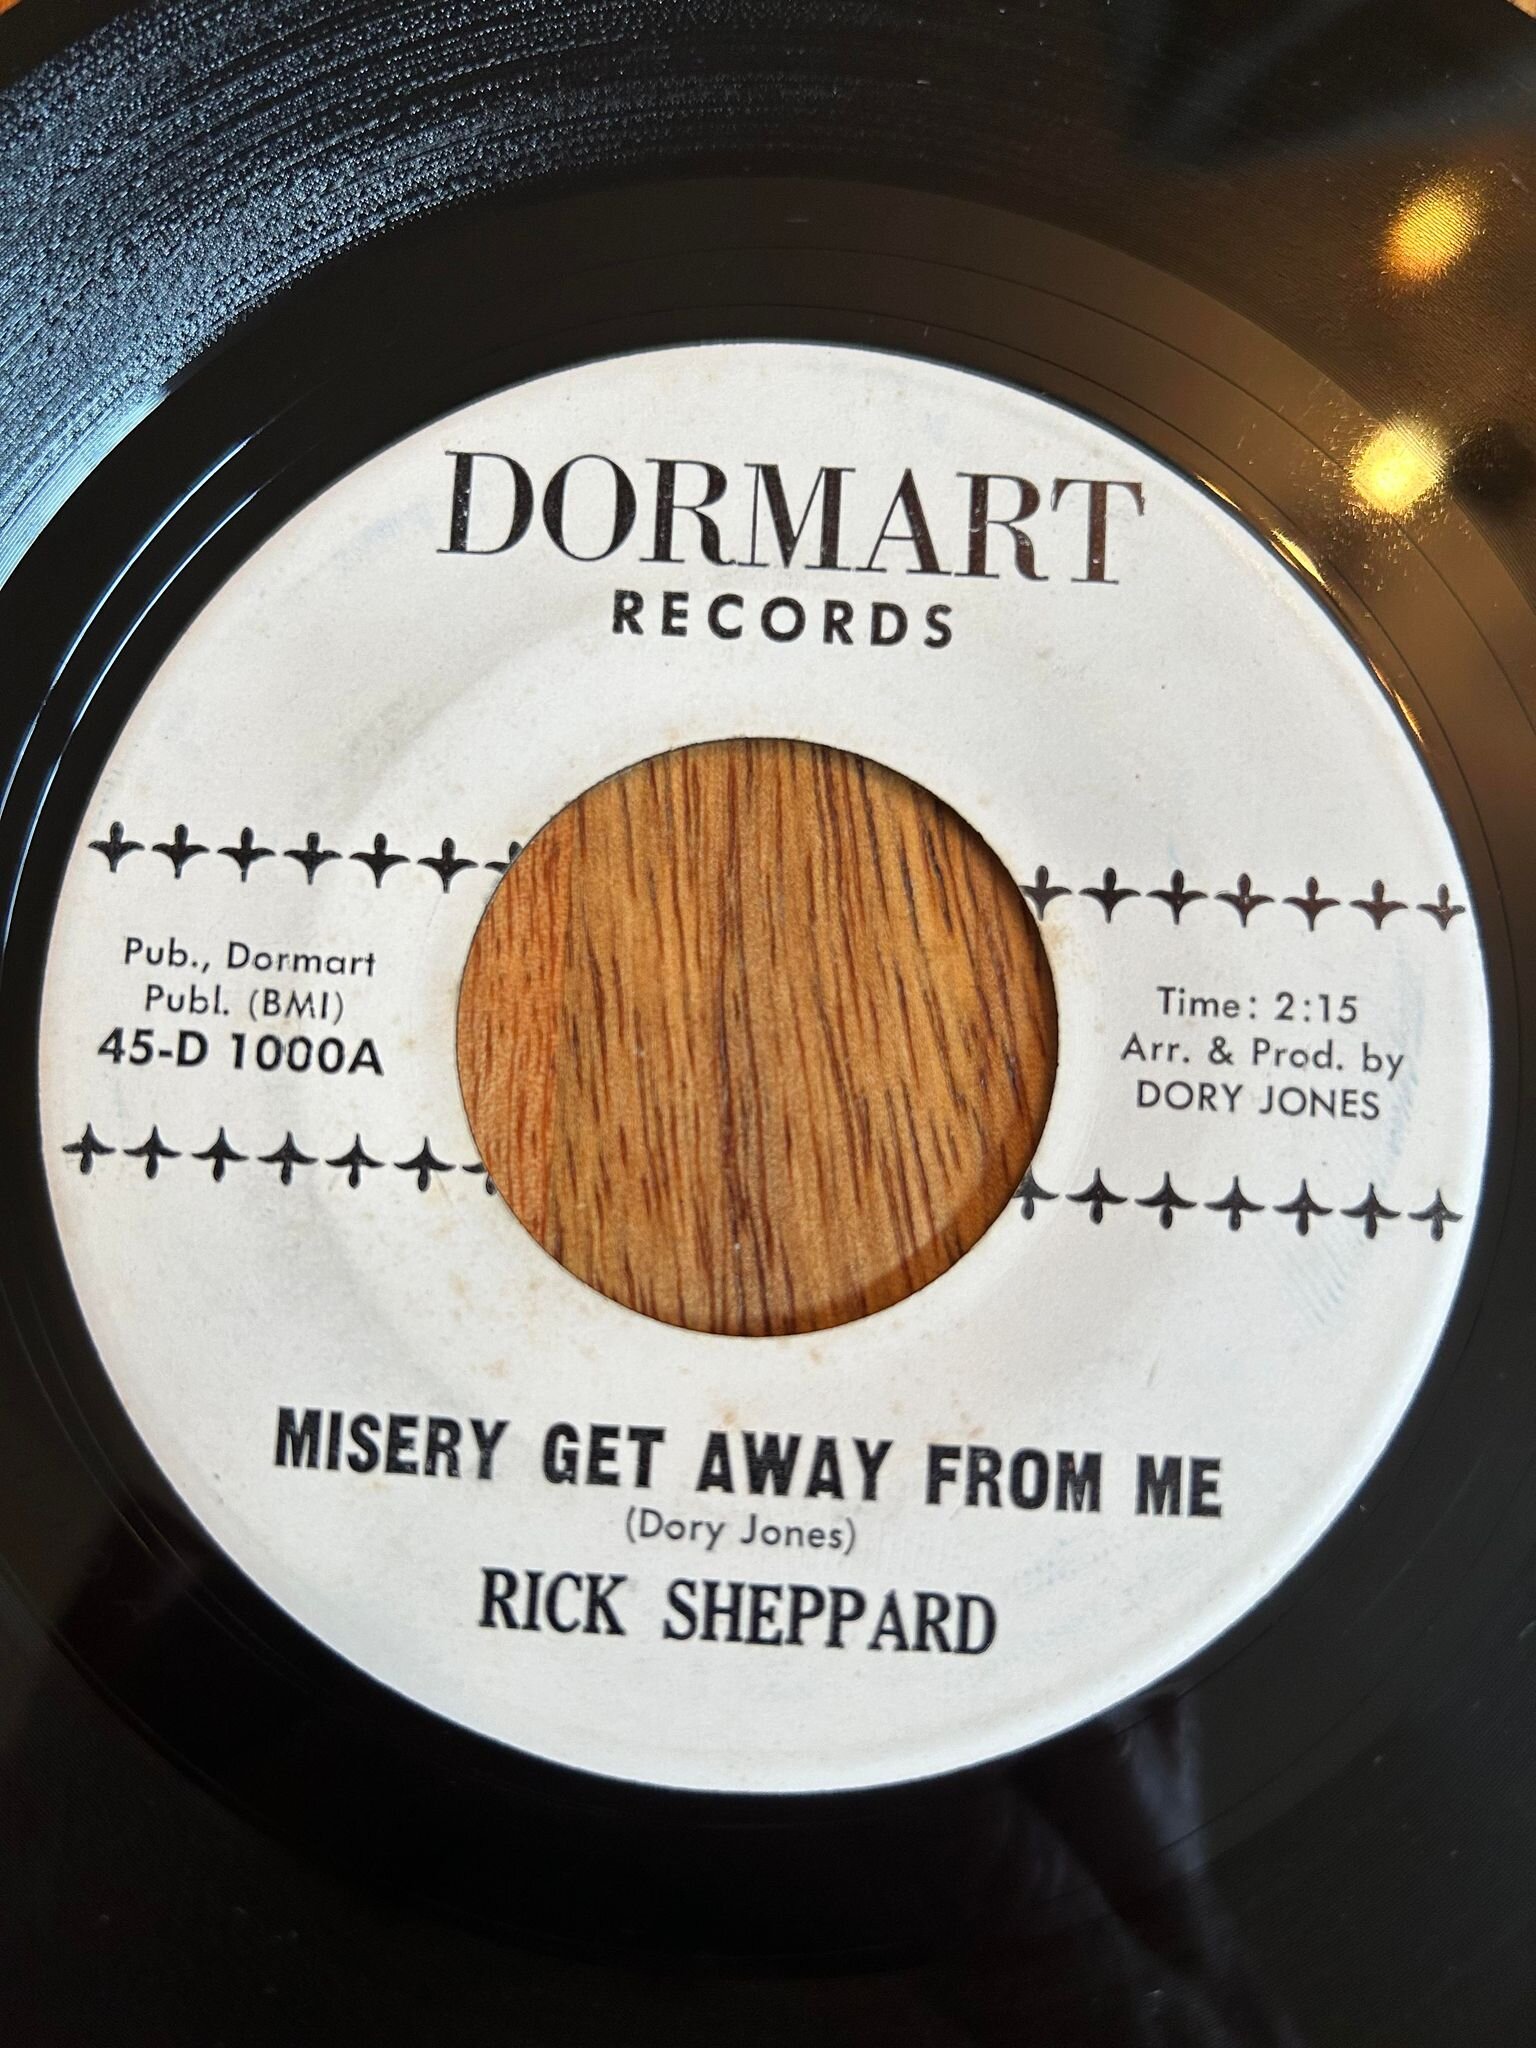 DORMART
RECORDS
Pub., Dormart
Publ. (BMI)
45-D 1000A
Time: 2:15
Arr. & Prod. by
DORY JONES
MISERY GET AWAY FROM ME
(Dory Jones)
RICK SHEPPARD